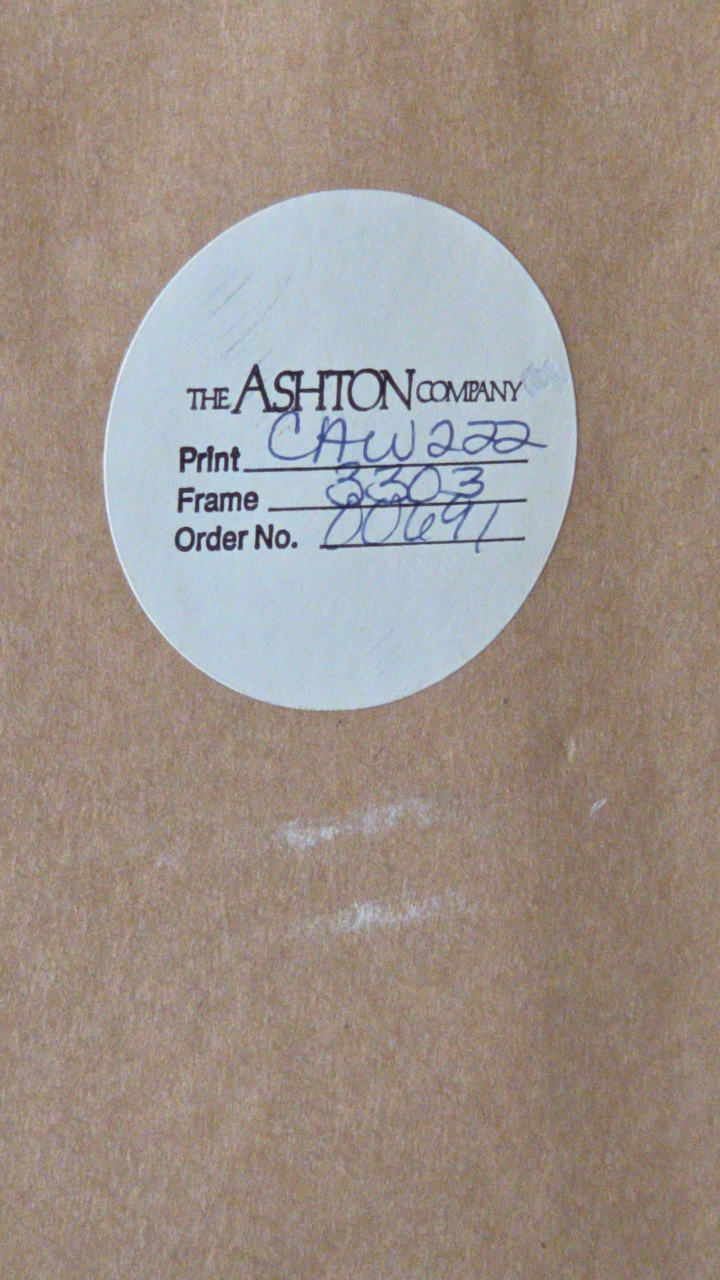 THE ASHTON COMPANY
Print CAW222
Frame 3303
Order No. 00691